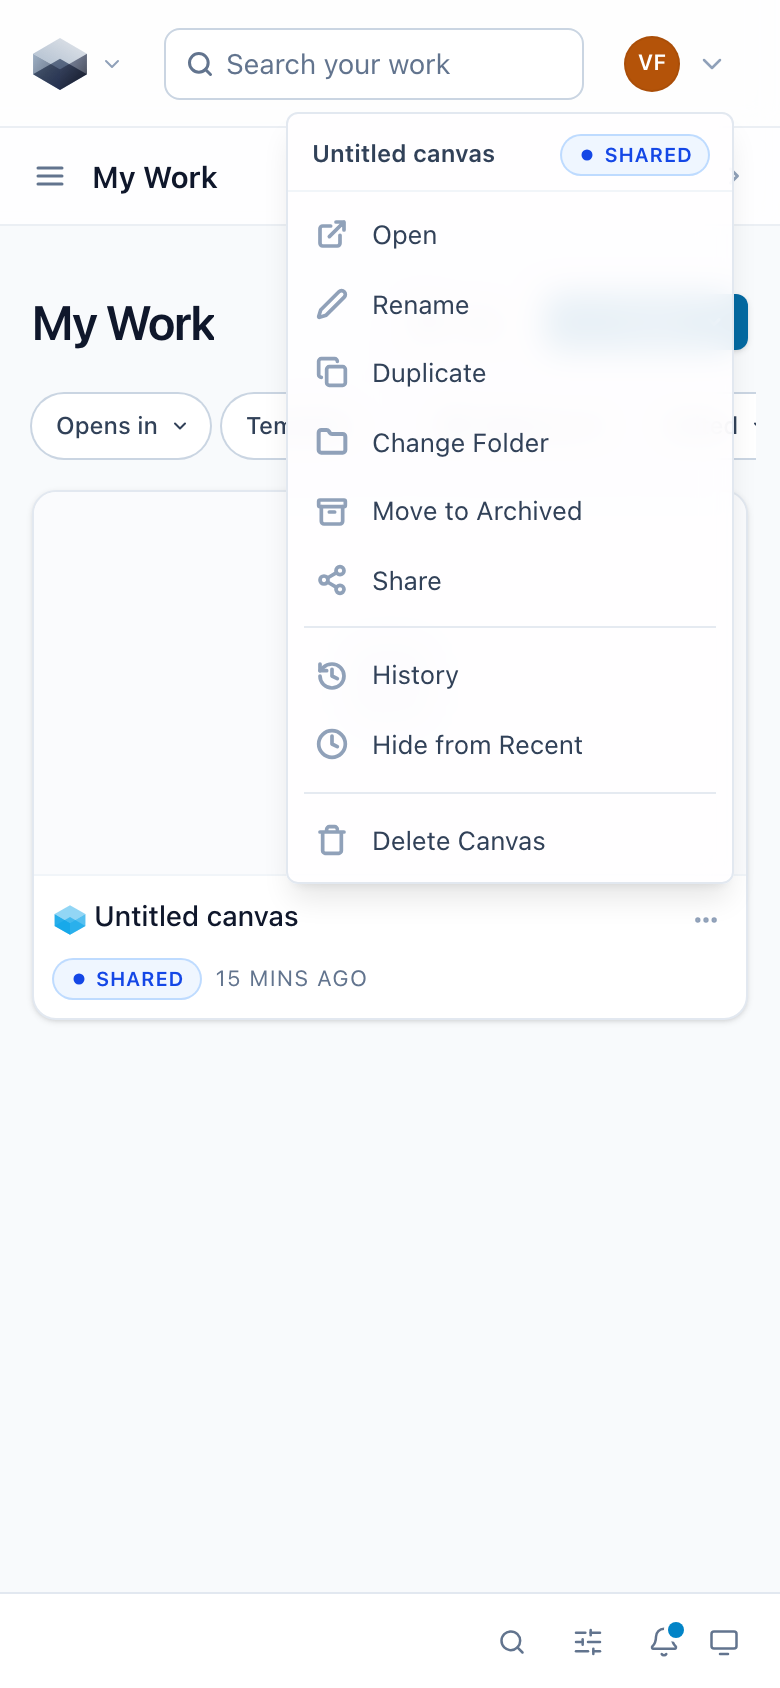 Search your work
VF
Untitled canvas
SHARED
My Work
Open
Rename
My Work
Duplicate
Opens in
Change Folder
Move to Archived
Share
History
Hide from Recent
Delete Canvas
Untitled canvas
SHARED 15 MINS AGO